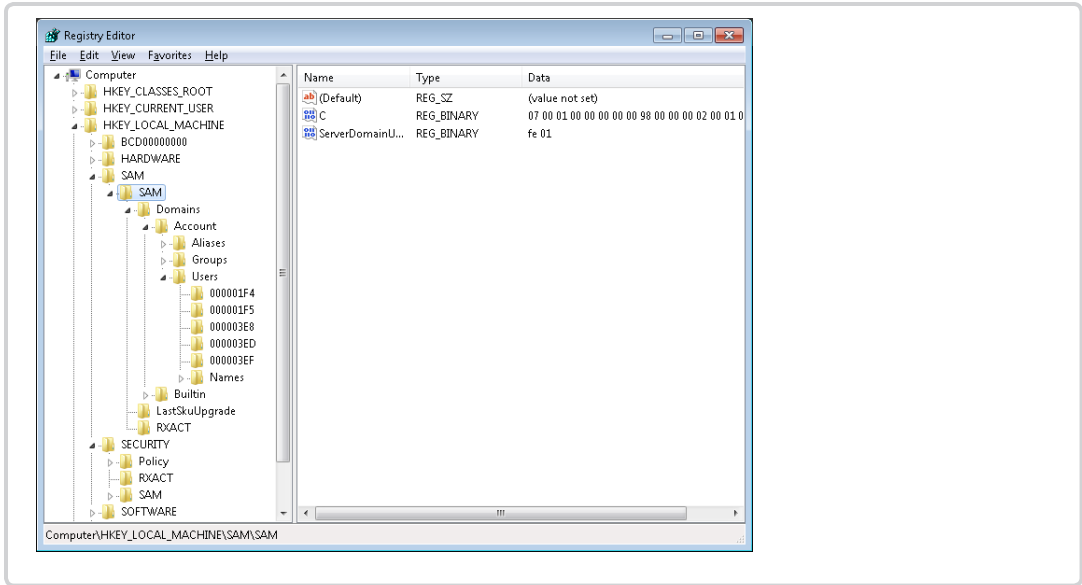 Registry Editor
File Edit View Favorites Help
Computer
HKEY_CLASSES_ROOT
HKEY_CURRENT_USER
HKEY_LOCAL_MACHINE
BCD00000000
HARDWARE
SAM
SAM
Domains
Account
Aliases
Groups
Users
000001F4
000001F5
000003E8
000003ED
000003EF
Names
Builtin
LastSkuUpgrade
RXACT
SECURITY
Policy
RXACT
SAM
SOFTWARE
Name Type Data
(Default) REG_SZ (value not set)
C REG_BINARY 07 00 01 00 00 00 00 00 98 00 00 00 02 00 01 0
ServerDomainU... REG_BINARY fe 01
Computer\HKEY_LOCAL_MACHINE\SAM\SAM